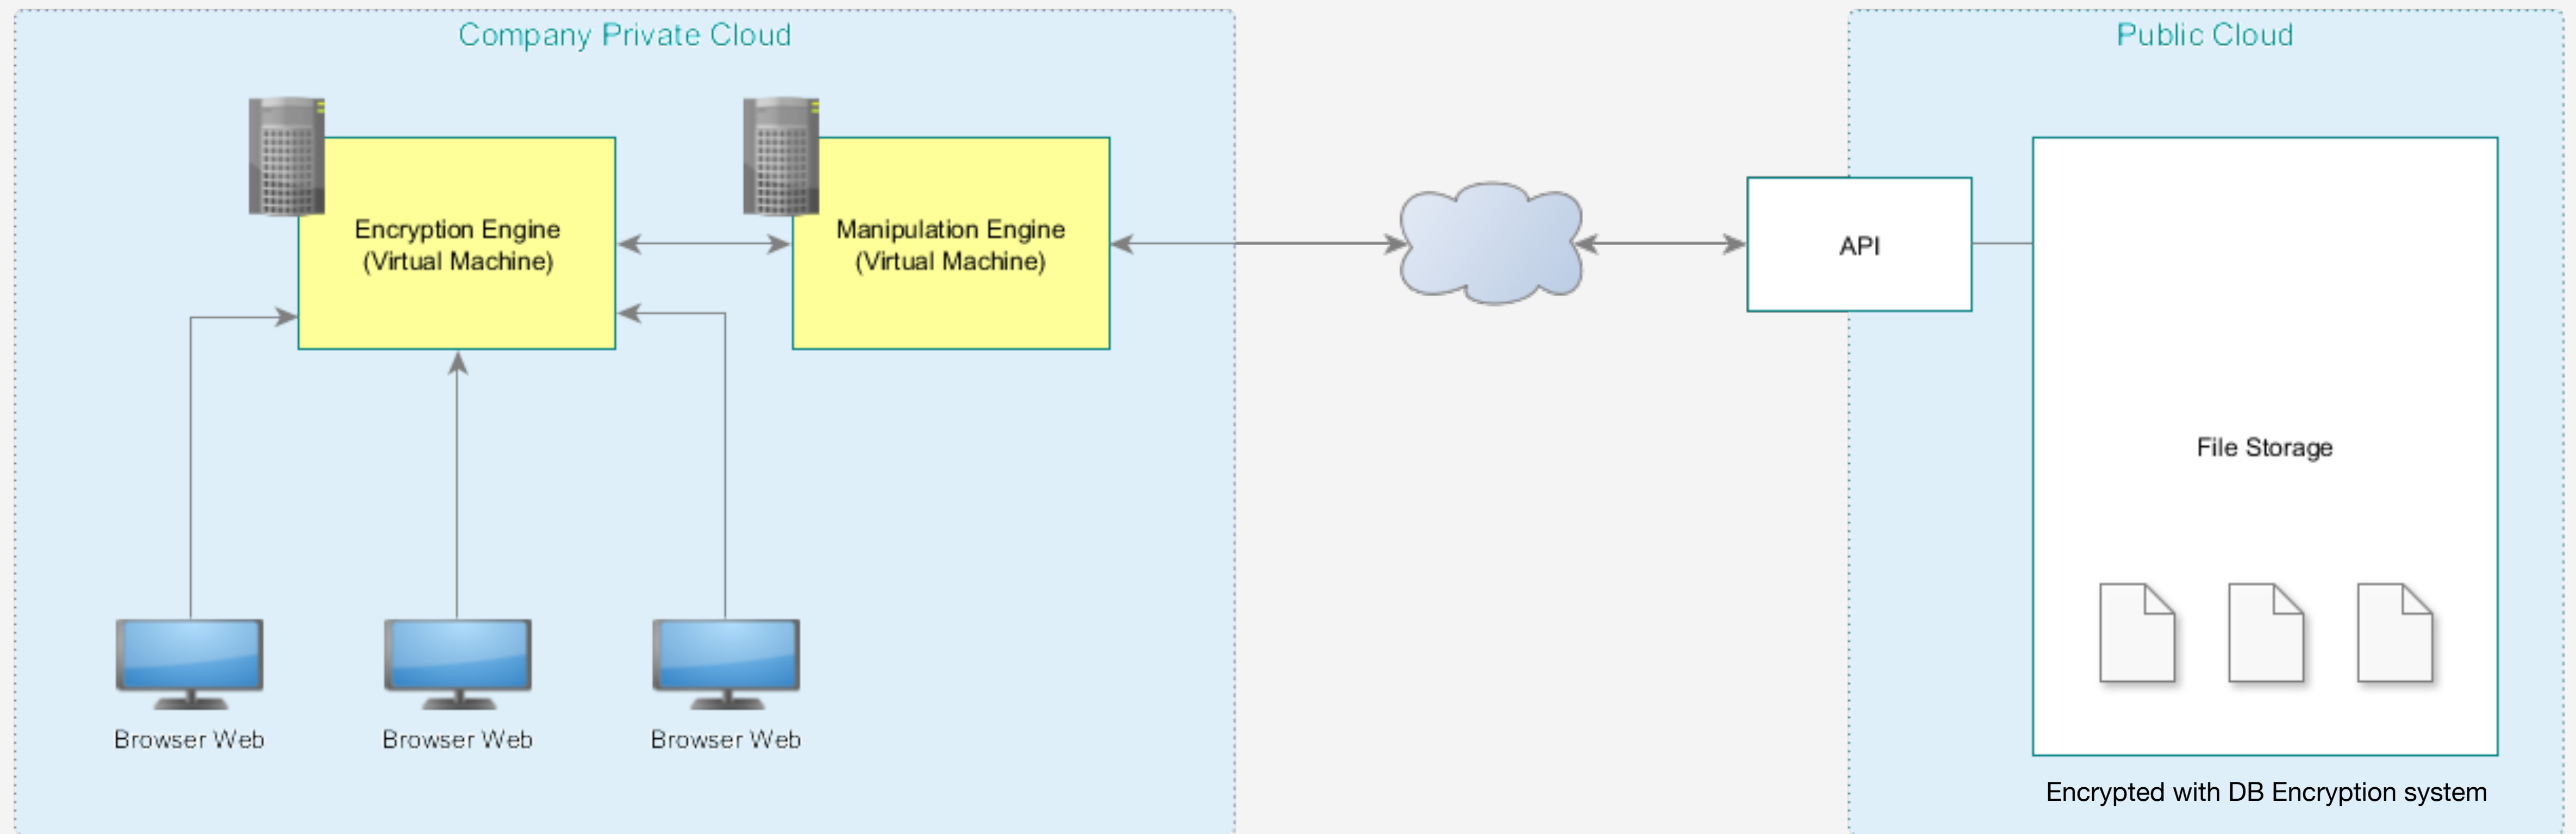 Company Private Cloud
Public Cloud
Encryption Engine
(Virtual Machine)
Manipulation Engine
(Virtual Machine)
API
File Storage
Browser Web
Browser Web
Browser Web
Encrypted with DB Encryption system